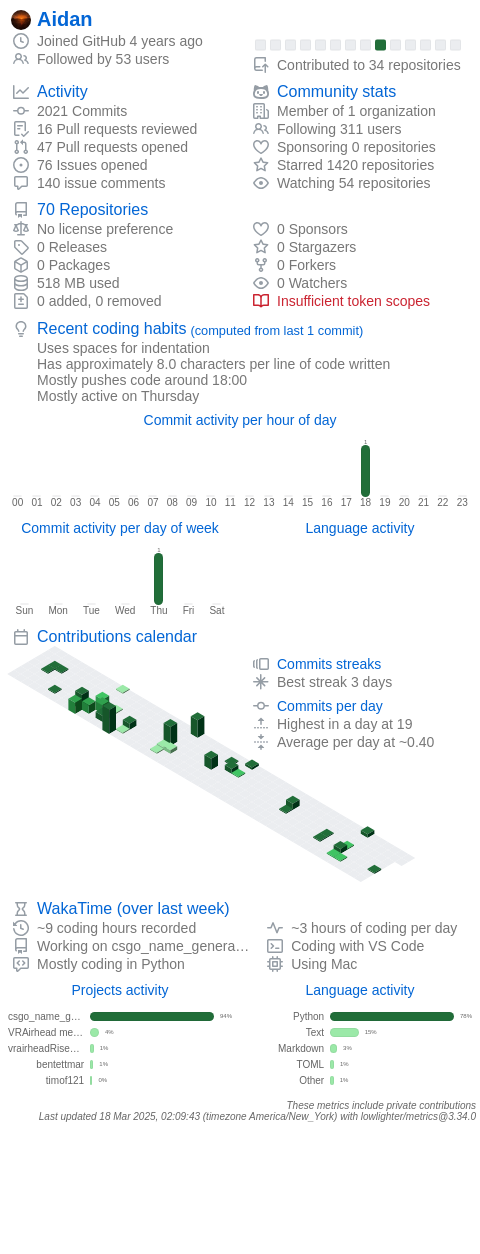 Aidan
Joined GitHub 4 years ago
Followed by 53 users
Contributed to 34 repositories
Activity
2021 Commits
16 Pull requests reviewed
47 Pull requests opened
76 Issues opened
140 issue comments
Community stats
Member of 1 organization
Following 311 users
Sponsoring 0 repositories
Starred 1420 repositories
Watching 54 repositories
70 Repositories
No license preference
0 Releases
0 Packages
518 MB used
0 added, 0 removed
0 Sponsors
0 Stargazers
0 Forkers
0 Watchers
Insufficient token scopes
Recent coding habits (computed from last 1 commit)
Uses spaces for indentation
Has approximately 8.0 characters per line of code written
Mostly pushes code around 18:00
Mostly active on Thursday
Commit activity per hour of day
1
00 01 02 03 04 05 06 07 08 09 10 11 12 13 14 15 16 17 18 19 20 21 22 23
Commit activity per day of week
1
Sun Mon Tue Wed Thu Fri Sat
Language activity
Contributions calendar
Commits streaks
Best streak 3 days
Commits per day
Highest in a day at 19
Average per day at ~0.40
WakaTime (over last week)
~9 coding hours recorded
Working on csgo_name_genera…
Mostly coding in Python
~3 hours of coding per day
Coding with VS Code
Using Mac
Projects activity
csgo_name_g… 94%
VRAirhead me… 4%
vrairheadRise… 1%
bentettmar 1%
timof121 0%
Language activity
Python 78%
Text 15%
Markdown 3%
TOML 1%
Other 1%
These metrics include private contributions
Last updated 18 Mar 2025, 02:09:43 (timezone America/New_York) with lowlighter/metrics@3.34.0